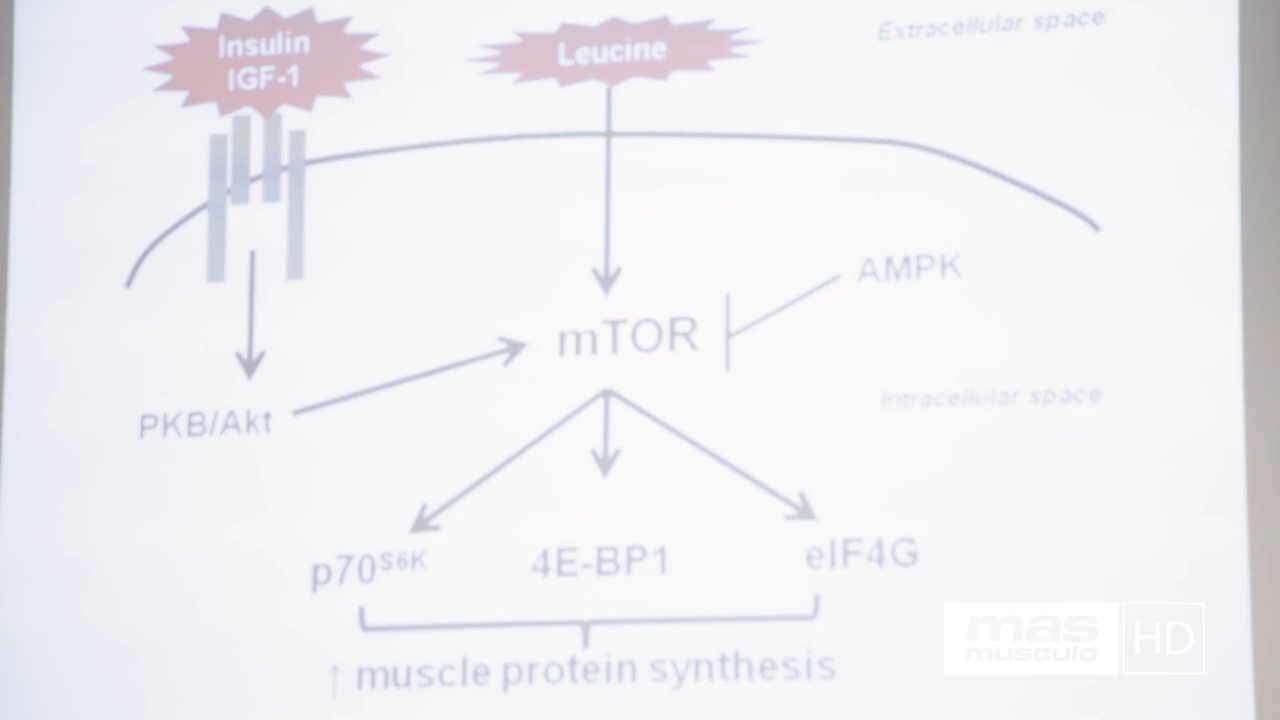 Extracellular space
Insulin
IGF-1
Leucine
AMPK
mTOR
Intracellular space
PKB/Akt
p70S6K
4E-BP1
eIF4G
↑ muscle protein synthesis
mas
musculo
HD